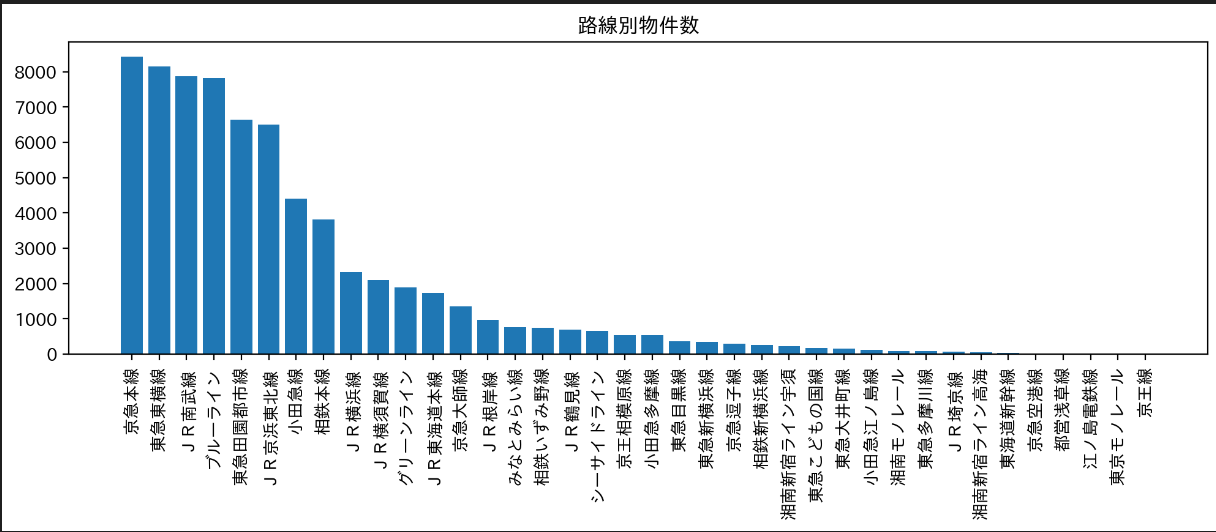 路線別物件数
8000
7000
6000
5000
4000
3000
2000
1000
0
京急本線
東急東横線
ＪＲ南武線
ブルーライン
東急田園都市線
ＪＲ京浜東北線
小田急線
相鉄本線
ＪＲ横浜線
ＪＲ横須賀線
グリーンライン
ＪＲ東海道本線
京急大師線
ＪＲ根岸線
みなとみらい線
相鉄いずみ野線
ＪＲ鶴見線
シーサイドライン
京王相模原線
小田急多摩線
東急目黒線
東急新横浜線
京急逗子線
相鉄新横浜線
湘南新宿ライン宇須
東急こどもの国線
東急大井町線
小田急江ノ島線
湘南モノレール
東急多摩川線
ＪＲ埼京線
湘南新宿ライン高海
東海道新幹線
京急空港線
都営浅草線
江ノ島電鉄線
東京モノレール
京王線